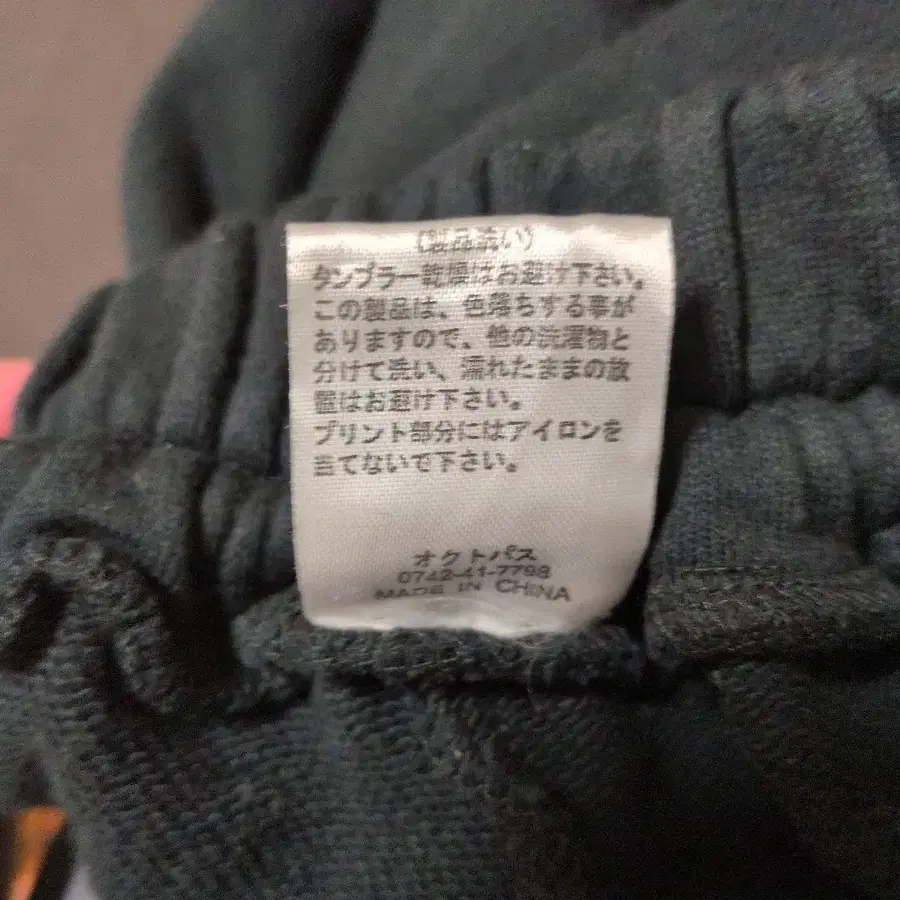 (製品洗い)
タンブラー乾燥はお避け下さい。
この製品は、色落ちする事が
ありますので、他の洗濯物と
分けて洗い、濡れたままの放
置はお避け下さい。
プリント部分にはアイロンを
当てないで下さい。
オクトパス
0742-41-7798
MADE IN CHINA